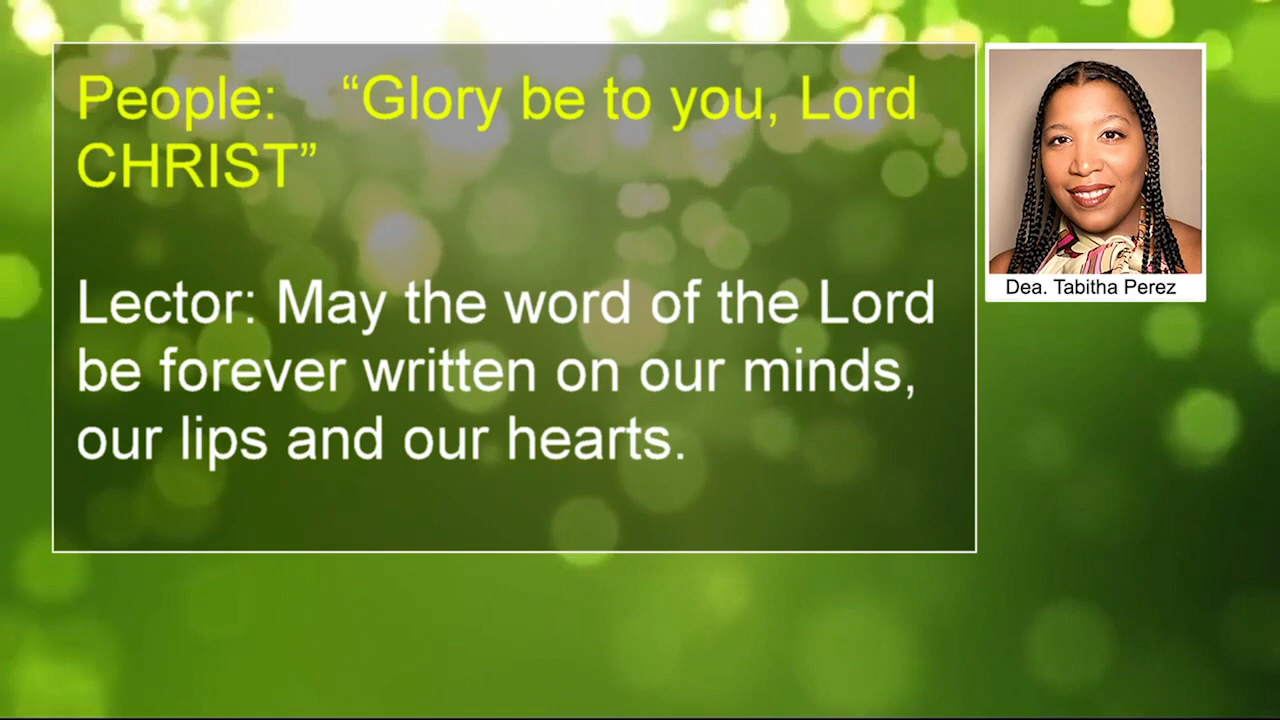 People: “Glory be to you, Lord
CHRIST”
Lector: May the word of the Lord
be forever written on our minds,
our lips and our hearts.
Dea. Tabitha Perez